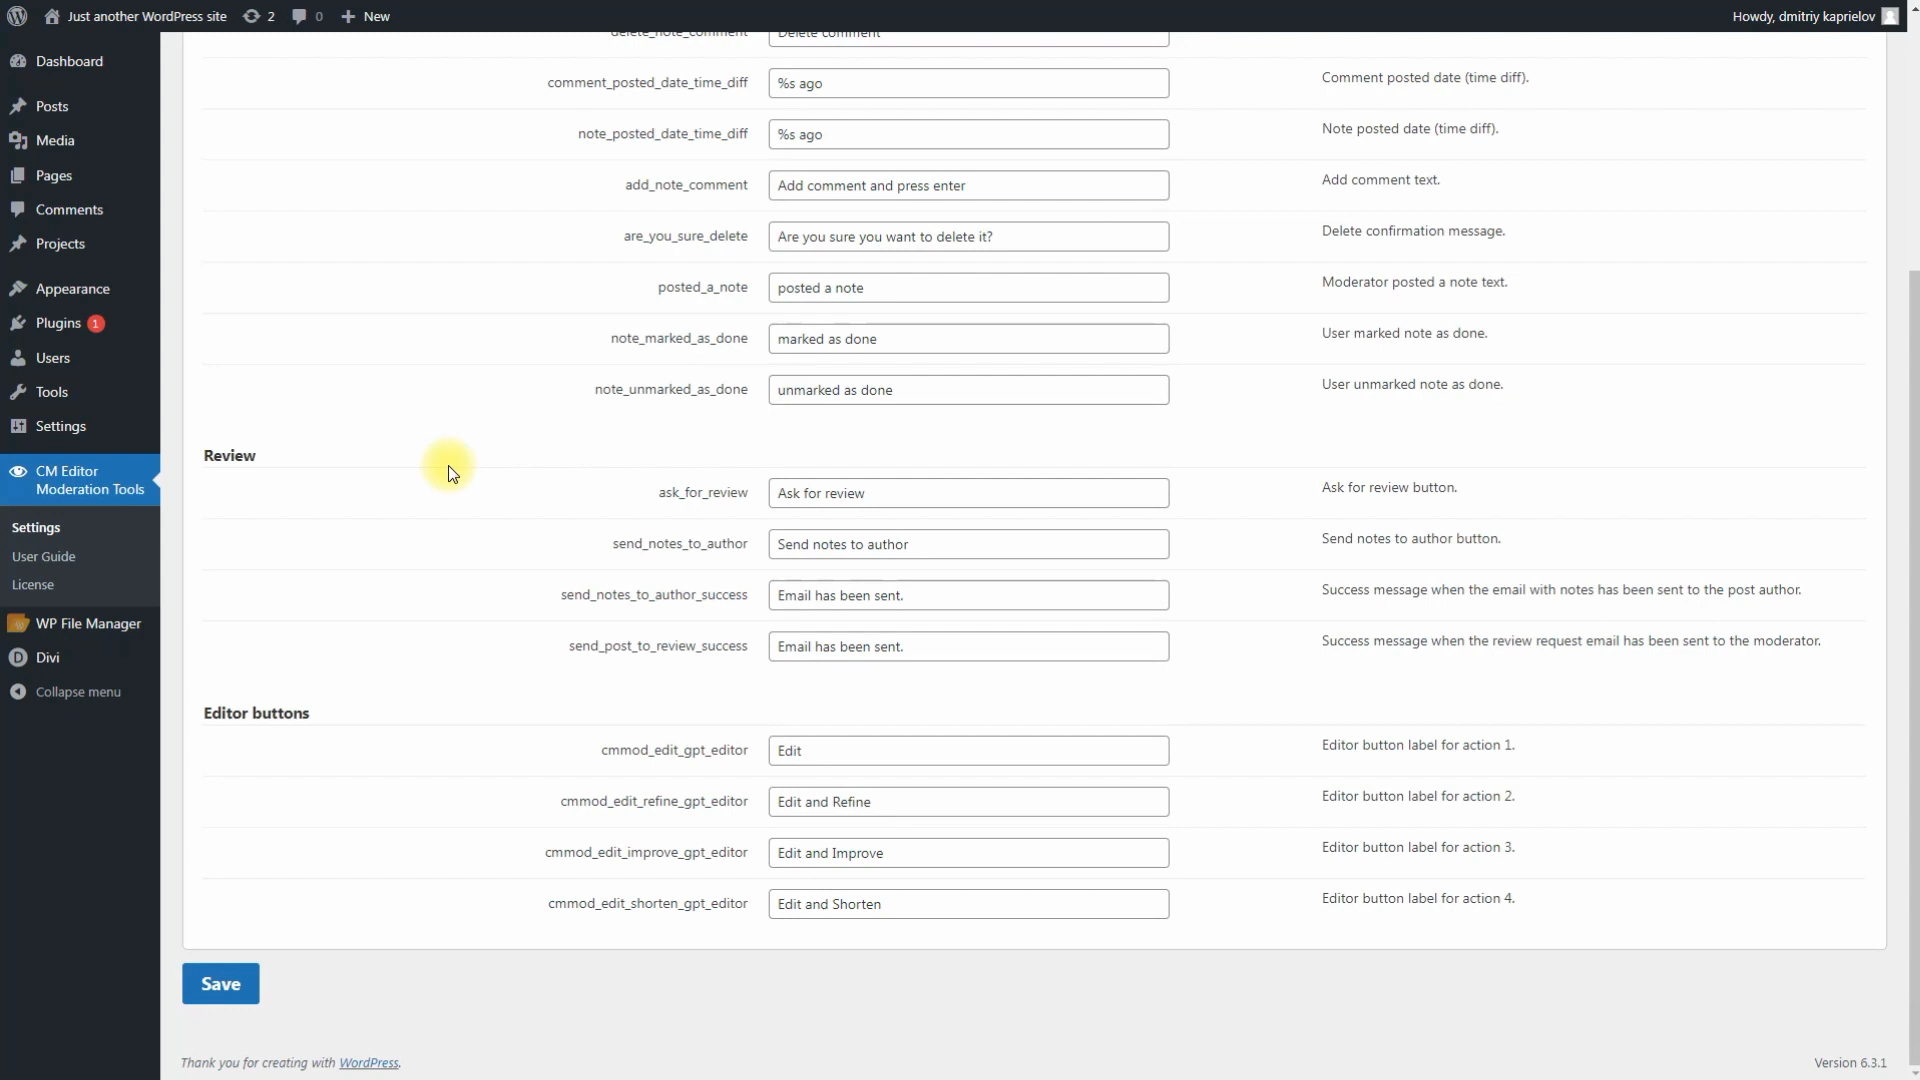 Just another WordPress site 2 0 New Howdy, dmitriy kaprielov
Dashboard
Posts
Media
Pages
Comments
Projects
Appearance
Plugins 1
Users
Tools
Settings
CM Editor
Moderation Tools
Settings
User Guide
License
WP File Manager
Divi
Collapse menu
delete_note_comment Delete comment
comment_posted_date_time_diff %s ago Comment posted date (time diff).
note_posted_date_time_diff %s ago Note posted date (time diff).
add_note_comment Add comment and press enter Add comment text.
are_you_sure_delete Are you sure you want to delete it? Delete confirmation message.
posted_a_note posted a note Moderator posted a note text.
note_marked_as_done marked as done User marked note as done.
note_unmarked_as_done unmarked as done User unmarked note as done.
Review
ask_for_review Ask for review Ask for review button.
send_notes_to_author Send notes to author Send notes to author button.
send_notes_to_author_success Email has been sent. Success message when the email with notes has been sent to the post author.
send_post_to_review_success Email has been sent. Success message when the review request email has been sent to the moderator.
Editor buttons
cmmod_edit_gpt_editor Edit Editor button label for action 1.
cmmod_edit_refine_gpt_editor Edit and Refine Editor button label for action 2.
cmmod_edit_improve_gpt_editor Edit and Improve Editor button label for action 3.
cmmod_edit_shorten_gpt_editor Edit and Shorten Editor button label for action 4.
Save
Thank you for creating with WordPress. Version 6.3.1